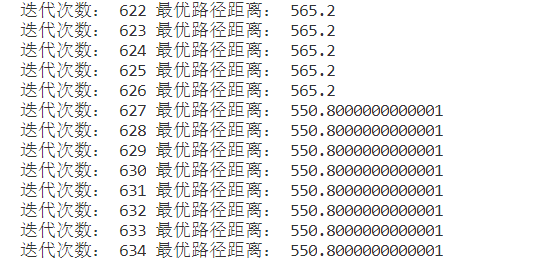 迭代次数： 622 最优路径距离： 565.2
迭代次数： 623 最优路径距离： 565.2
迭代次数： 624 最优路径距离： 565.2
迭代次数： 625 最优路径距离： 565.2
迭代次数： 626 最优路径距离： 565.2
迭代次数： 627 最优路径距离： 550.8000000000001
迭代次数： 628 最优路径距离： 550.8000000000001
迭代次数： 629 最优路径距离： 550.8000000000001
迭代次数： 630 最优路径距离： 550.8000000000001
迭代次数： 631 最优路径距离： 550.8000000000001
迭代次数： 632 最优路径距离： 550.8000000000001
迭代次数： 633 最优路径距离： 550.8000000000001
迭代次数： 634 最优路径距离： 550.8000000000001